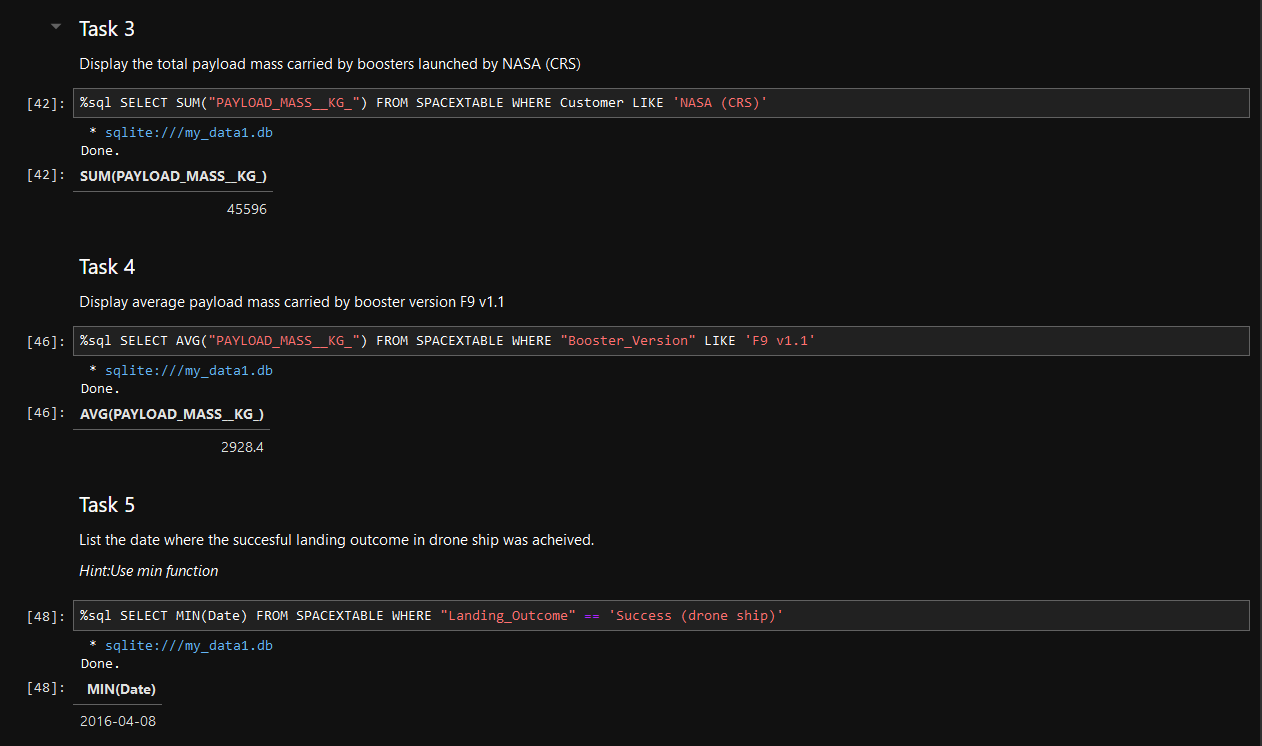 Task 3
Display the total payload mass carried by boosters launched by NASA (CRS)
[42]: %sql SELECT SUM("PAYLOAD_MASS__KG_") FROM SPACEXTABLE WHERE Customer LIKE 'NASA (CRS)'
* sqlite:///my_data1.db
Done.
[42]: SUM(PAYLOAD_MASS__KG_)
45596
Task 4
Display average payload mass carried by booster version F9 v1.1
[46]: %sql SELECT AVG("PAYLOAD_MASS__KG_") FROM SPACEXTABLE WHERE "Booster_Version" LIKE 'F9 v1.1'
* sqlite:///my_data1.db
Done.
[46]: AVG(PAYLOAD_MASS__KG_)
2928.4
Task 5
List the date where the succesful landing outcome in drone ship was acheived.
Hint:Use min function
[48]: %sql SELECT MIN(Date) FROM SPACEXTABLE WHERE "Landing_Outcome" == 'Success (drone ship)'
* sqlite:///my_data1.db
Done.
[48]: MIN(Date)
2016-04-08